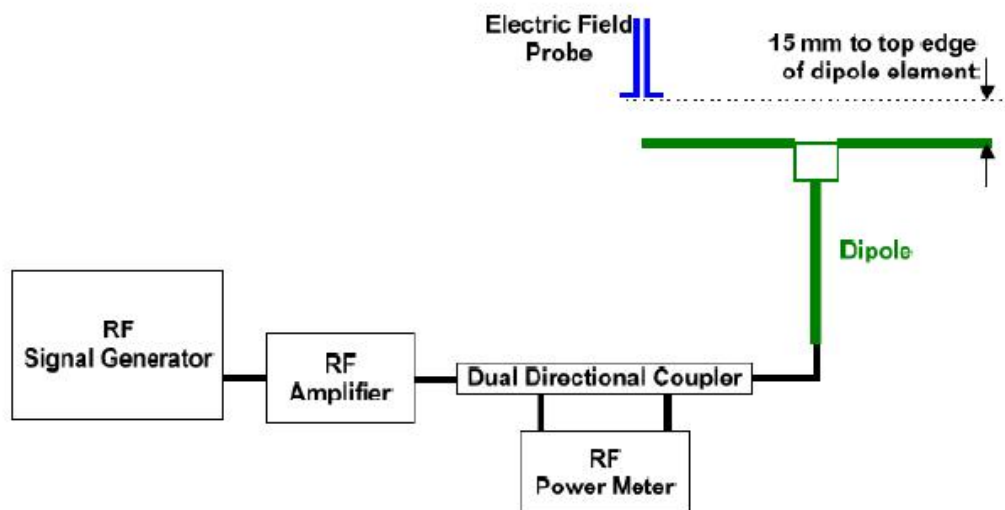 Electric Field
Probe
15 mm to top edge
of dipole element
Dipole
RF
Signal Generator
RF
Amplifier
Dual Directional Coupler
RF
Power Meter